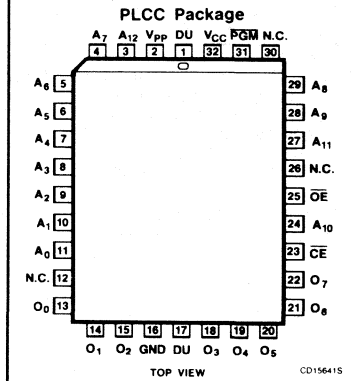 PLCC Package
A7 A12 VPP DU VCC PGM N.C.
4 3 2 1 32 31 30
A6 5 29 A8
A5 6 28 A9
A4 7 27 A11
A3 8 26 N.C.
A2 9 25 OE
A1 10 24 A10
A0 11 23 CE
N.C. 12 22 O7
O0 13 21 O6
14 15 16 17 18 19 20
O1 O2 GND DU O3 O4 O5
TOP VIEW
CD15641S